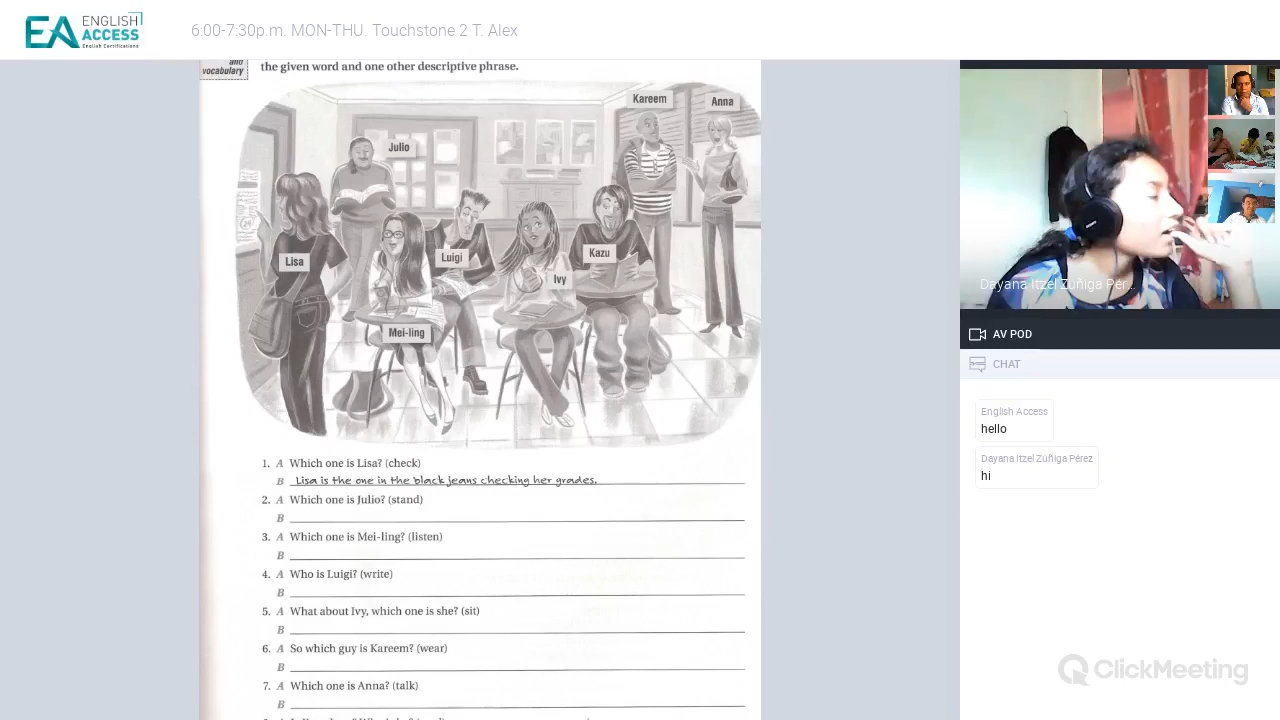 EA ENGLISH ACCESS
English Certifications
6:00-7:30p.m. MON-THU. Touchstone 2 T. Alex
and
vocabulary
the given word and one other descriptive phrase.
Kareem
Anna
Julio
Lisa
Luigi
Kazu
Ivy
Mei-ling
1. A Which one is Lisa? (check)
B Lisa is the one in the black jeans checking her grades.
2. A Which one is Julio? (stand)
B
3. A Which one is Mei-ling? (listen)
B
4. A Who is Luigi? (write)
B
5. A What about Ivy, which one is she? (sit)
B
6. A So which guy is Kareem? (wear)
B
7. A Which one is Anna? (talk)
B
Dayana Itzel Zúñiga Pér...
AV POD
CHAT
English Access
hello
Dayana Itzel Zúñiga Pérez
hi
ClickMeeting